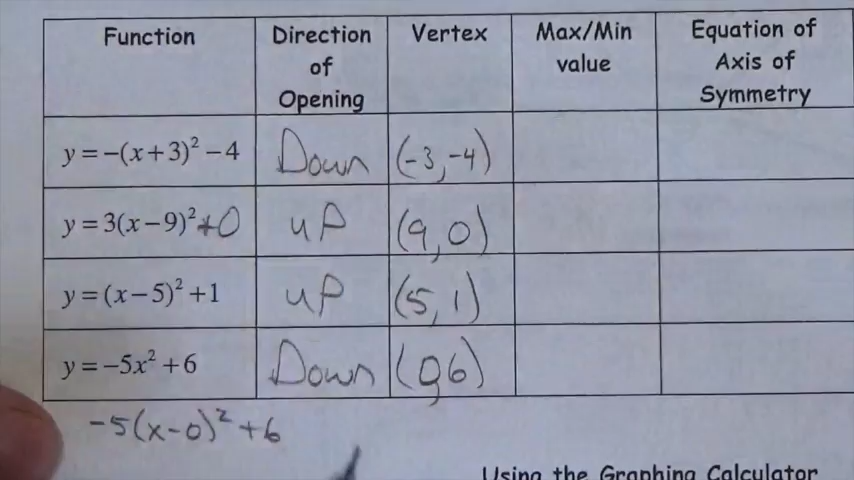 Function Direction of Opening Vertex Max/Min value Equation of Axis of Symmetry
y = -(x+3)² - 4 Down (-3, -4)
y = 3(x-9)² +0 up (9, 0)
y = (x-5)² + 1 up (5, 1)
y = -5x² + 6 Down (0,6)
-5(x-0)² +6
Using the Graphing Calculator